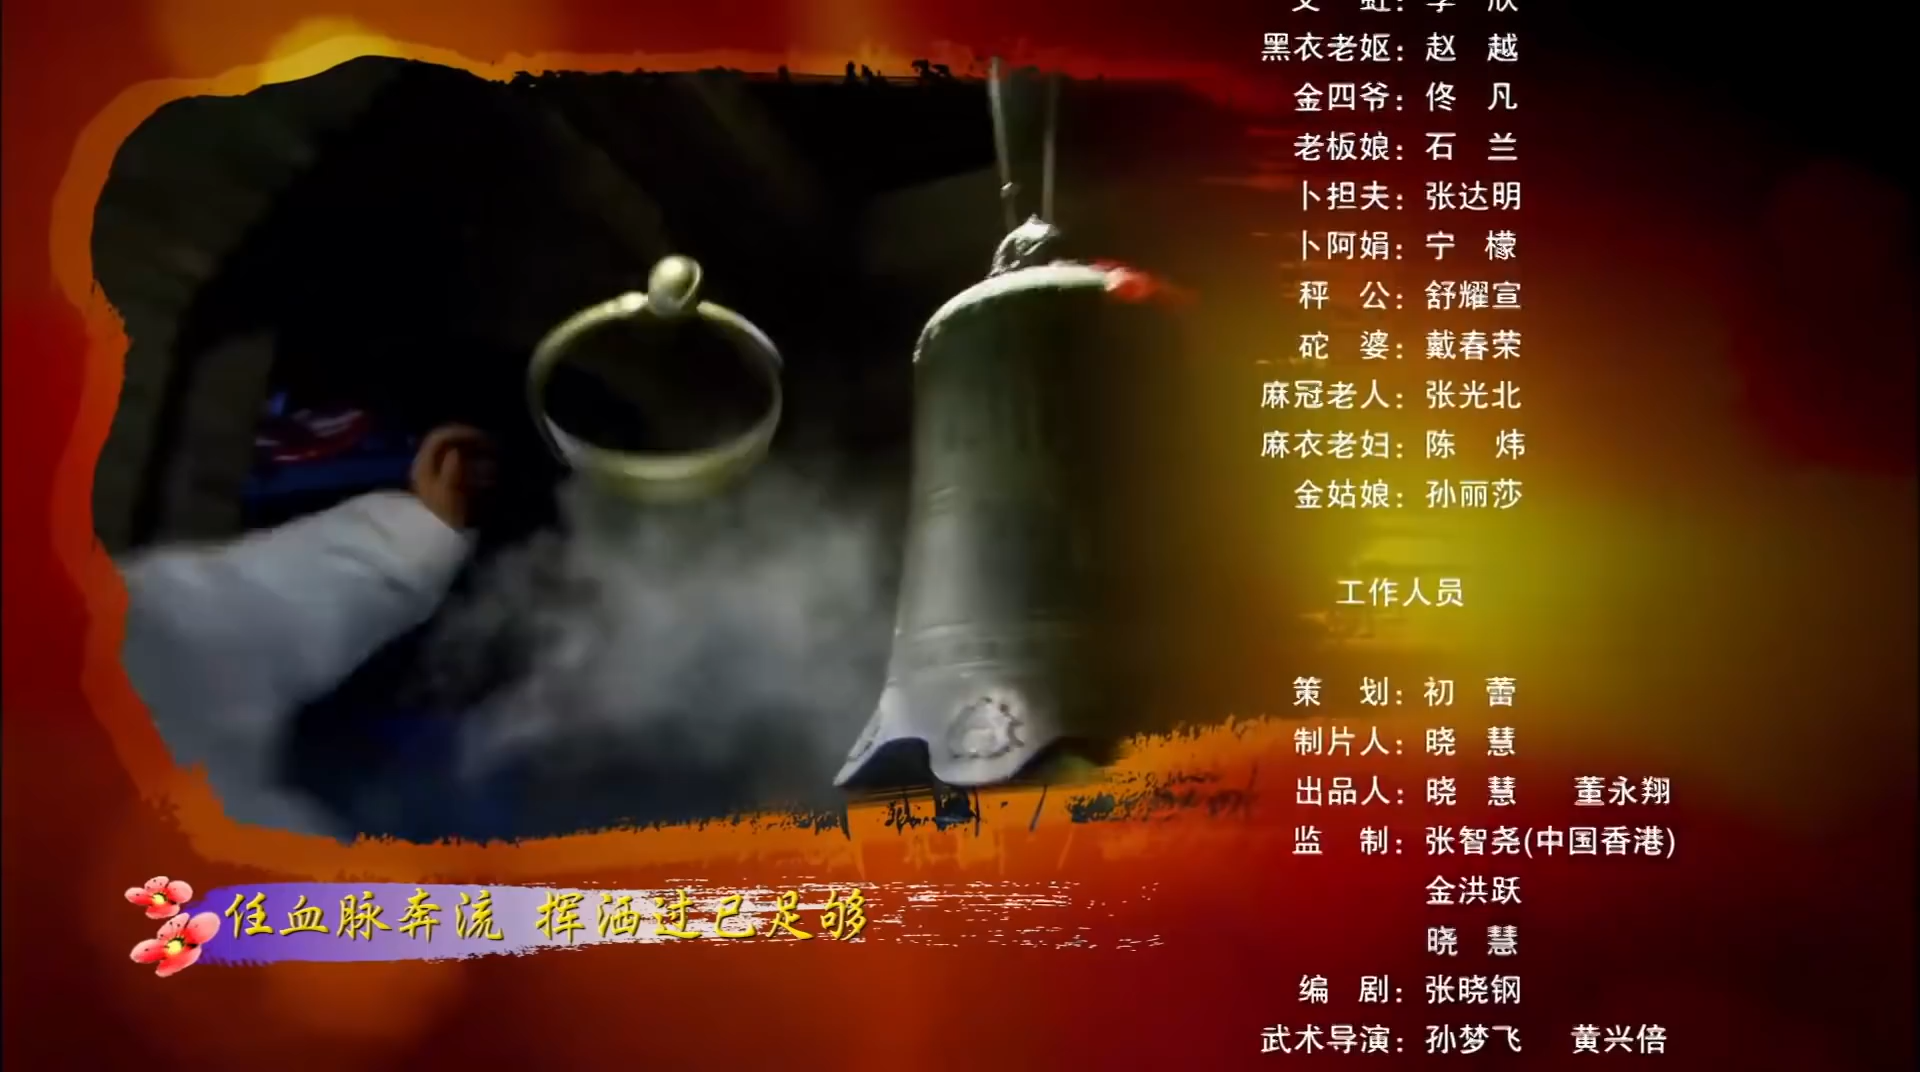 黑衣老妪：赵 越
金四爷：佟 凡
老板娘：石 兰
卜担夫：张达明
卜阿娟：宁 檬
秤 公：舒耀宣
砣 婆：戴春荣
麻冠老人：张光北
麻衣老妇：陈 炜
金姑娘：孙丽莎
工作人员
策 划：初 蕾
制片人：晓 慧
出品人：晓 慧 董永翔
监 制：张智尧(中国香港)
金洪跃
晓 慧
编 剧：张晓钢
武术导演：孙梦飞 黄兴倍
任血脉奔流 挥洒过已足够